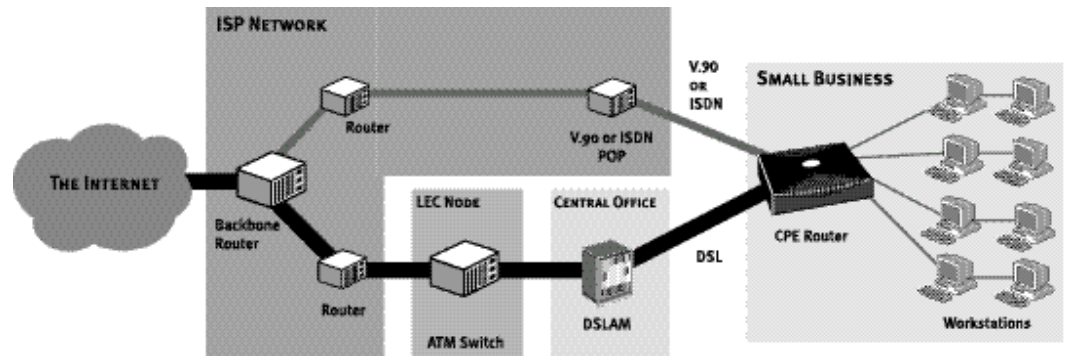 ISP NETWORK
V.90
OR
ISDN
SMALL BUSINESS
Router
V.90 or ISDN
POP
THE INTERNET
LEC NODE
CENTRAL OFFICE
Backbone
Router
CPE Router
DSL
Router
DSLAM
Workstations
ATM Switch